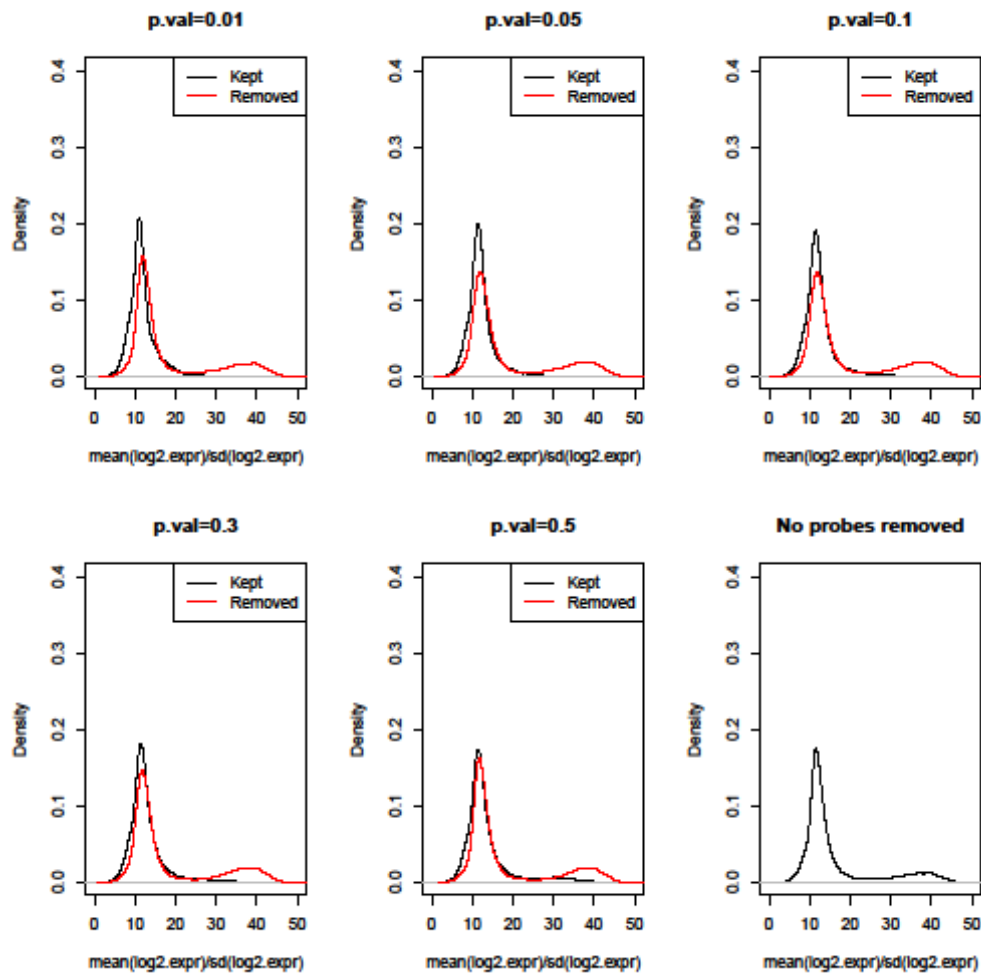 p.val=0.01
Kept
Removed
Density
0.0 0.1 0.2 0.3 0.4
0 10 20 30 40 50
mean(log2.expr)/sd(log2.expr)
p.val=0.05
Kept
Removed
Density
0.0 0.1 0.2 0.3 0.4
0 10 20 30 40 50
mean(log2.expr)/sd(log2.expr)
p.val=0.1
Kept
Removed
Density
0.0 0.1 0.2 0.3 0.4
0 10 20 30 40 50
mean(log2.expr)/sd(log2.expr)
p.val=0.3
Kept
Removed
Density
0.0 0.1 0.2 0.3 0.4
0 10 20 30 40 50
mean(log2.expr)/sd(log2.expr)
p.val=0.5
Kept
Removed
Density
0.0 0.1 0.2 0.3 0.4
0 10 20 30 40 50
mean(log2.expr)/sd(log2.expr)
No probes removed
Density
0.0 0.1 0.2 0.3 0.4
0 10 20 30 40 50
mean(log2.expr)/sd(log2.expr)